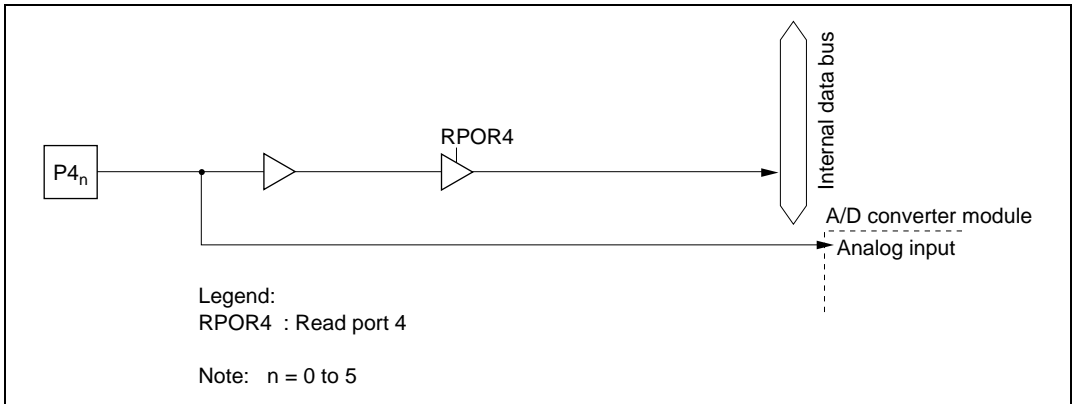 RPOR4
P4n
Internal data bus
A/D converter module
Analog input
Legend:
RPOR4 : Read port 4
Note: n = 0 to 5